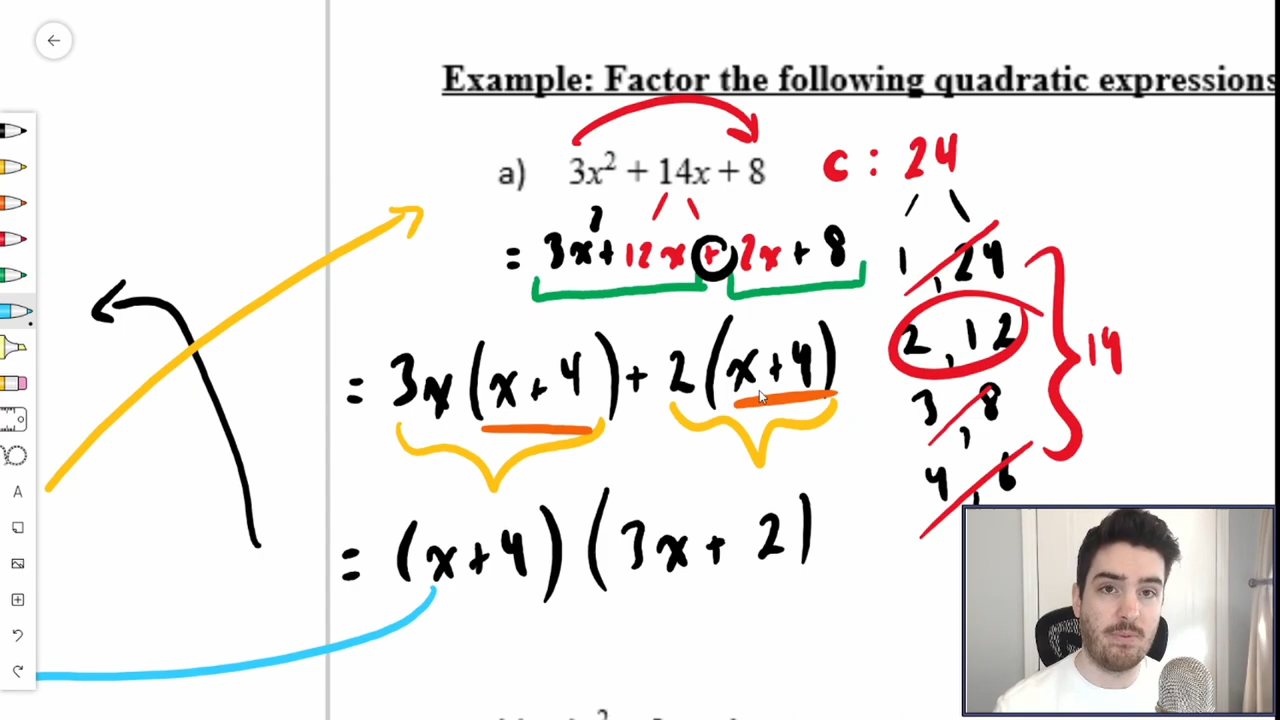 Example: Factor the following quadratic expressions
a) 3x² + 14x + 8
c : 24
= 3x² + 12x + 2x + 8
1, 24
2, 12
3, 8
4, 6
14
= 3x(x+4) + 2(x+4)
= (x+4)(3x+2)
A